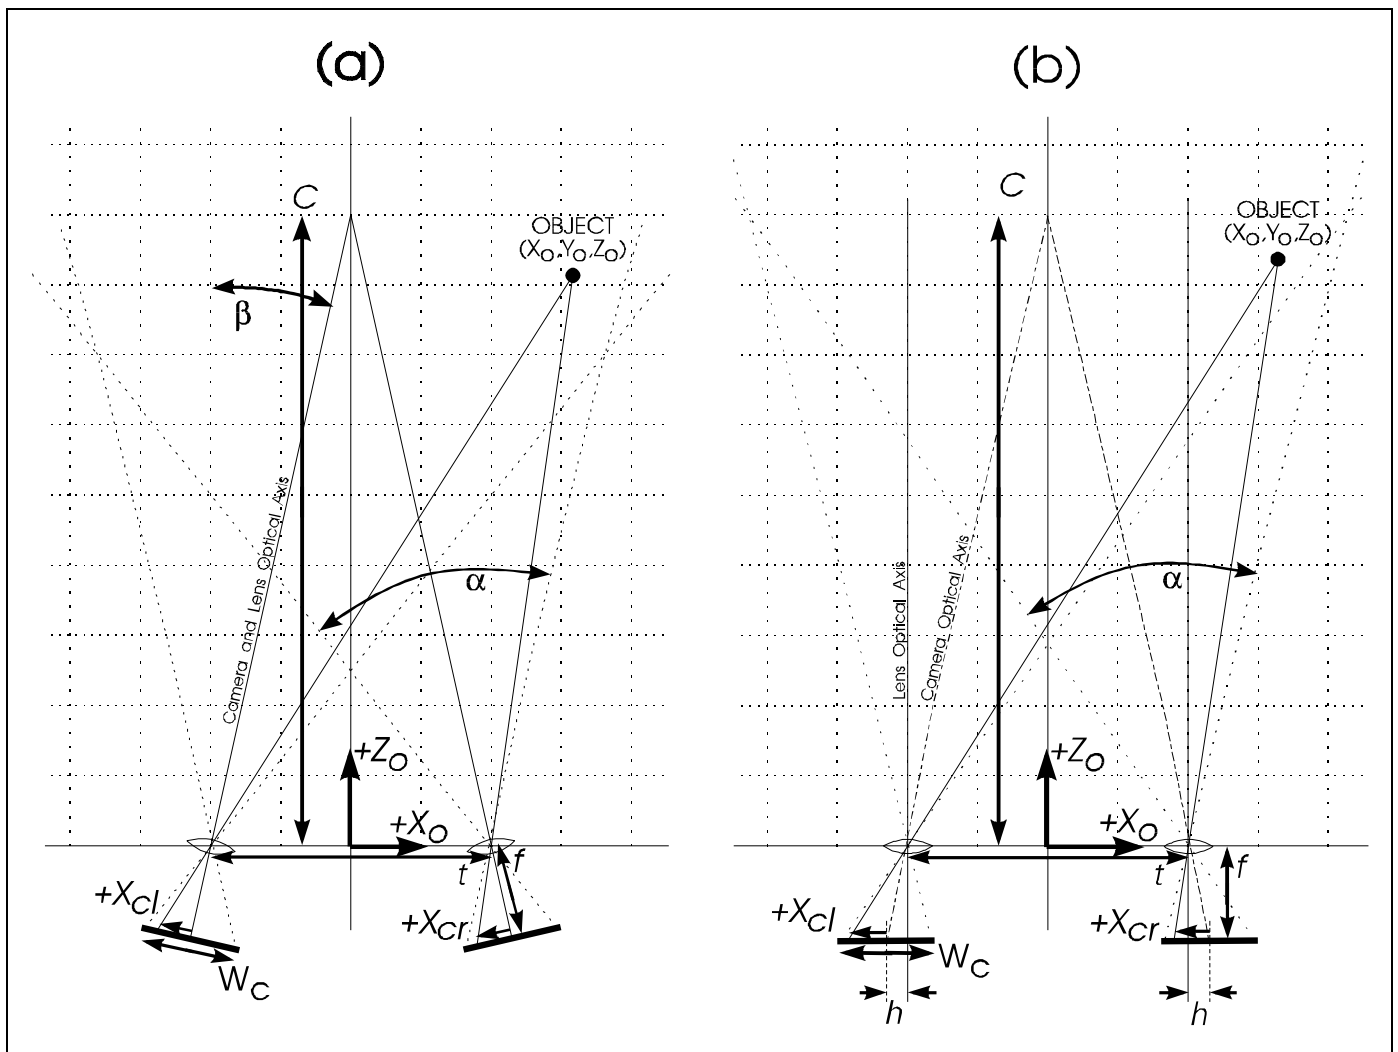 (a)
C
OBJECT
(XO,YO,ZO)
β
Camera and Lens Optical Axis
α
+ZO
+XO
t
f
+XCl
+XCr
WC
(b)
C
OBJECT
(XO,YO,ZO)
Lens Optical Axis
Camera Optical Axis
α
+ZO
+XO
t
f
+XCl
+XCr
WC
h
h